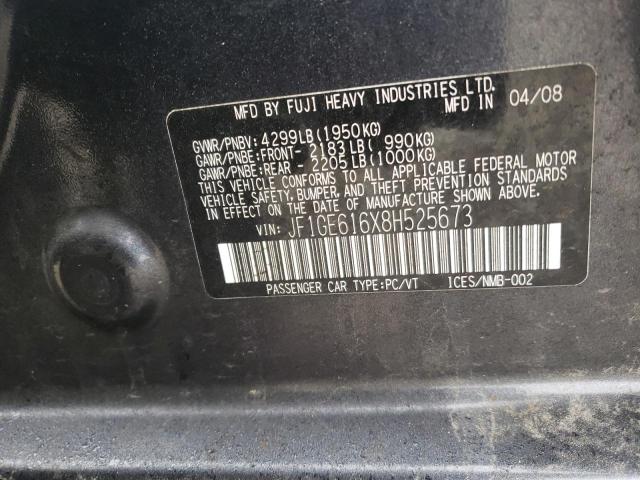 MFD BY FUJI HEAVY INDUSTRIES LTD.
MFD IN 04/08
GVWR/PNBV: 4299LB(1950KG)
GAWR/PNBE:FRONT- 2183LB( 990KG)
GAWR/PNBE:REAR - 2205LB(1000KG)
THIS VEHICLE CONFORMS TO ALL APPLICABLE FEDERAL MOTOR
VEHICLE SAFETY, BUMPER, AND THEFT PREVENTION STANDARDS
IN EFFECT ON THE DATE OF MANUFACTURE SHOWN ABOVE.
VIN: JF1GE616X8H525673
PASSENGER CAR TYPE:PC/VT ICES/NMB-002